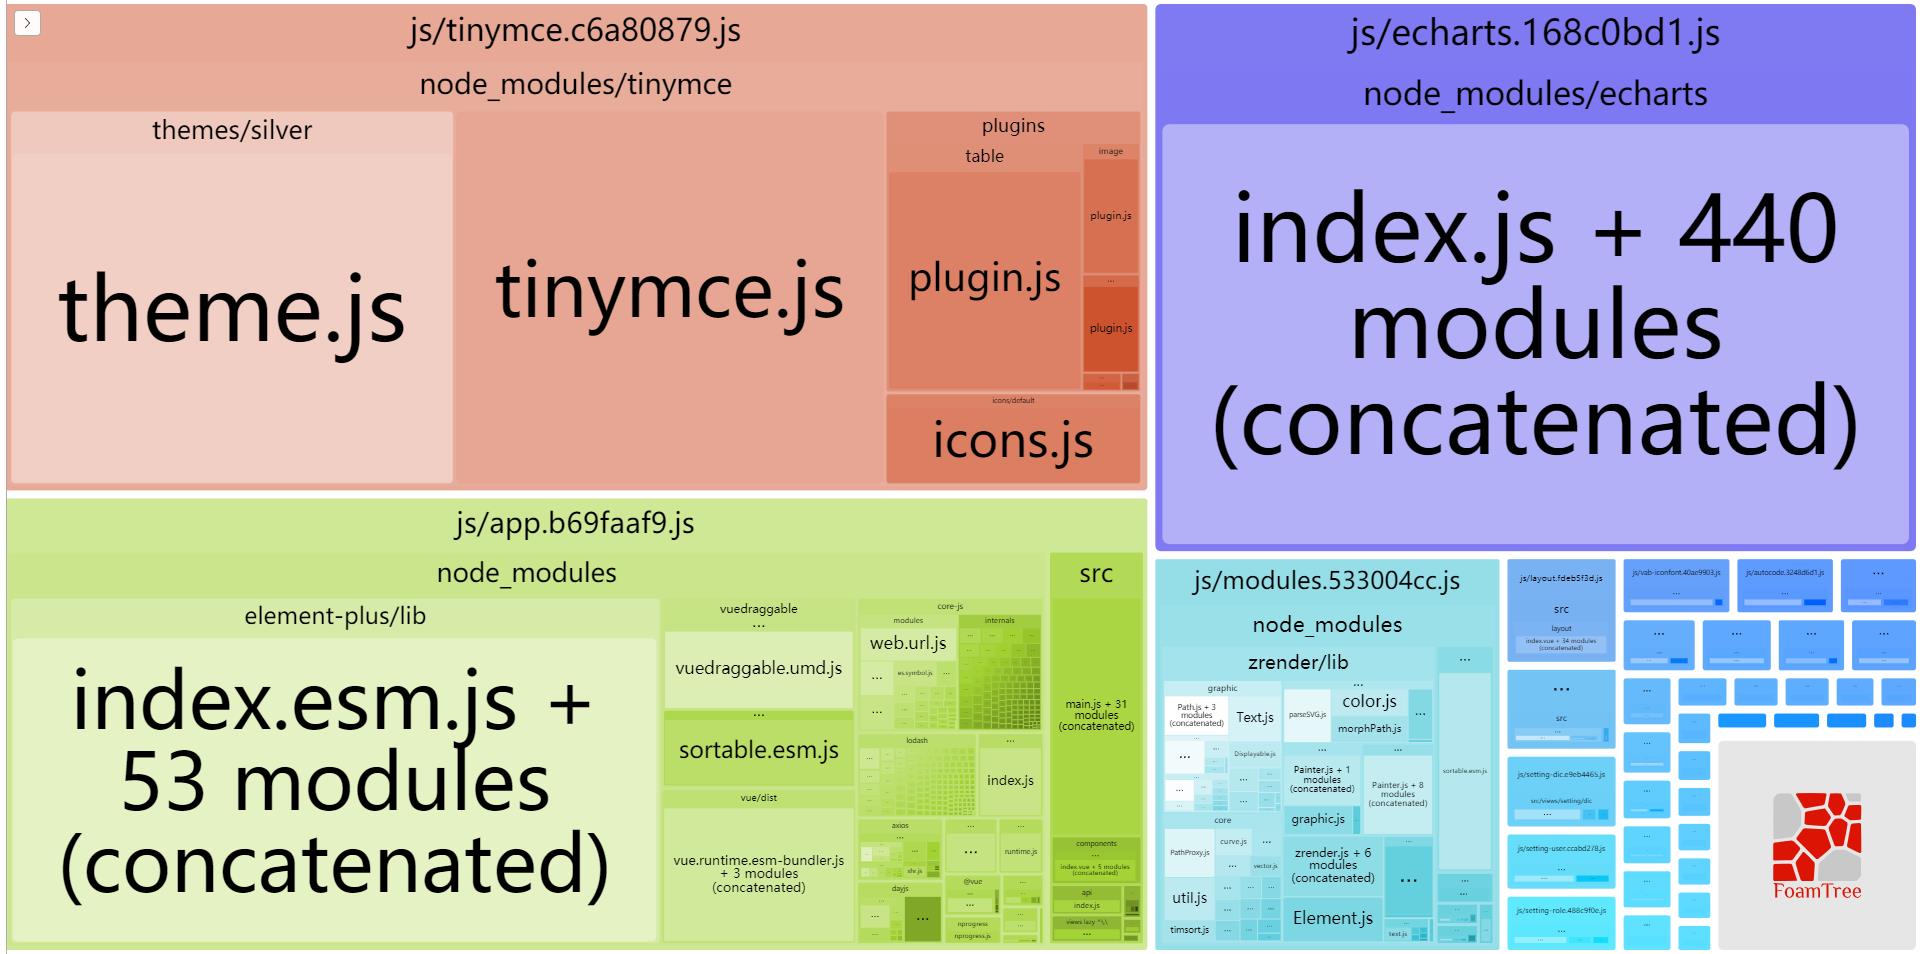 js/tinymce.c6a80879.js
node_modules/tinymce
themes/silver
theme.js
tinymce.js
plugins
table
plugin.js
image
plugin.js
...
plugin.js
icons/default
icons.js
js/echarts.168c0bd1.js
node_modules/echarts
index.js + 440
modules
(concatenated)
js/app.b69faaf9.js
node_modules
element-plus/lib
index.esm.js +
53 modules
(concatenated)
vuedraggable
...
vuedraggable.umd.js
...
sortable.esm.js
vue/dist
vue.runtime.esm-bundler.js
+ 3 modules
(concatenated)
core-js
modules
web.url.js
...
es.symbol.js
...
...
internals
lodash
...
index.js
axios
...
xhr.js
dayjs
...
...
...
...
@vue
...
nprogress
nprogress.js
...
runtime.js
src
main.js + 31
modules
(concatenated)
components
...
index.vue + 5 modules
(concatenated)
api
index.js
views lazy ^\.\
...
js/modules.533004cc.js
node_modules
zrender/lib
graphic
Path.js + 3
modules
(concatenated)
Text.js
...
Displayable.js
...
parseSVG.js
color.js
morphPath.js
...
...
Painter.js + 1
modules
(concatenated)
graphic.js
...
Painter.js + 8
modules
(concatenated)
core
PathProxy.js
curve.js
...
vector.js
util.js
timsort.js
zrender.js + 6
modules
(concatenated)
Element.js
...
text.js
...
sortable.esm.js
...
js/layout.fdeb5f3d.js
src
layout
index.vue + 34 modules
(concatenated)
...
src
...
js/setting-dic.e9eb4465.js
src/views/setting/dic
...
js/setting-user.ccabd278.js
...
js/setting-role.488c9f0e.js
...
js/vab-iconfont.40ae9903.js
...
js/autocode.3248d6d1.js
...
...
...
...
...
...
FoamTree